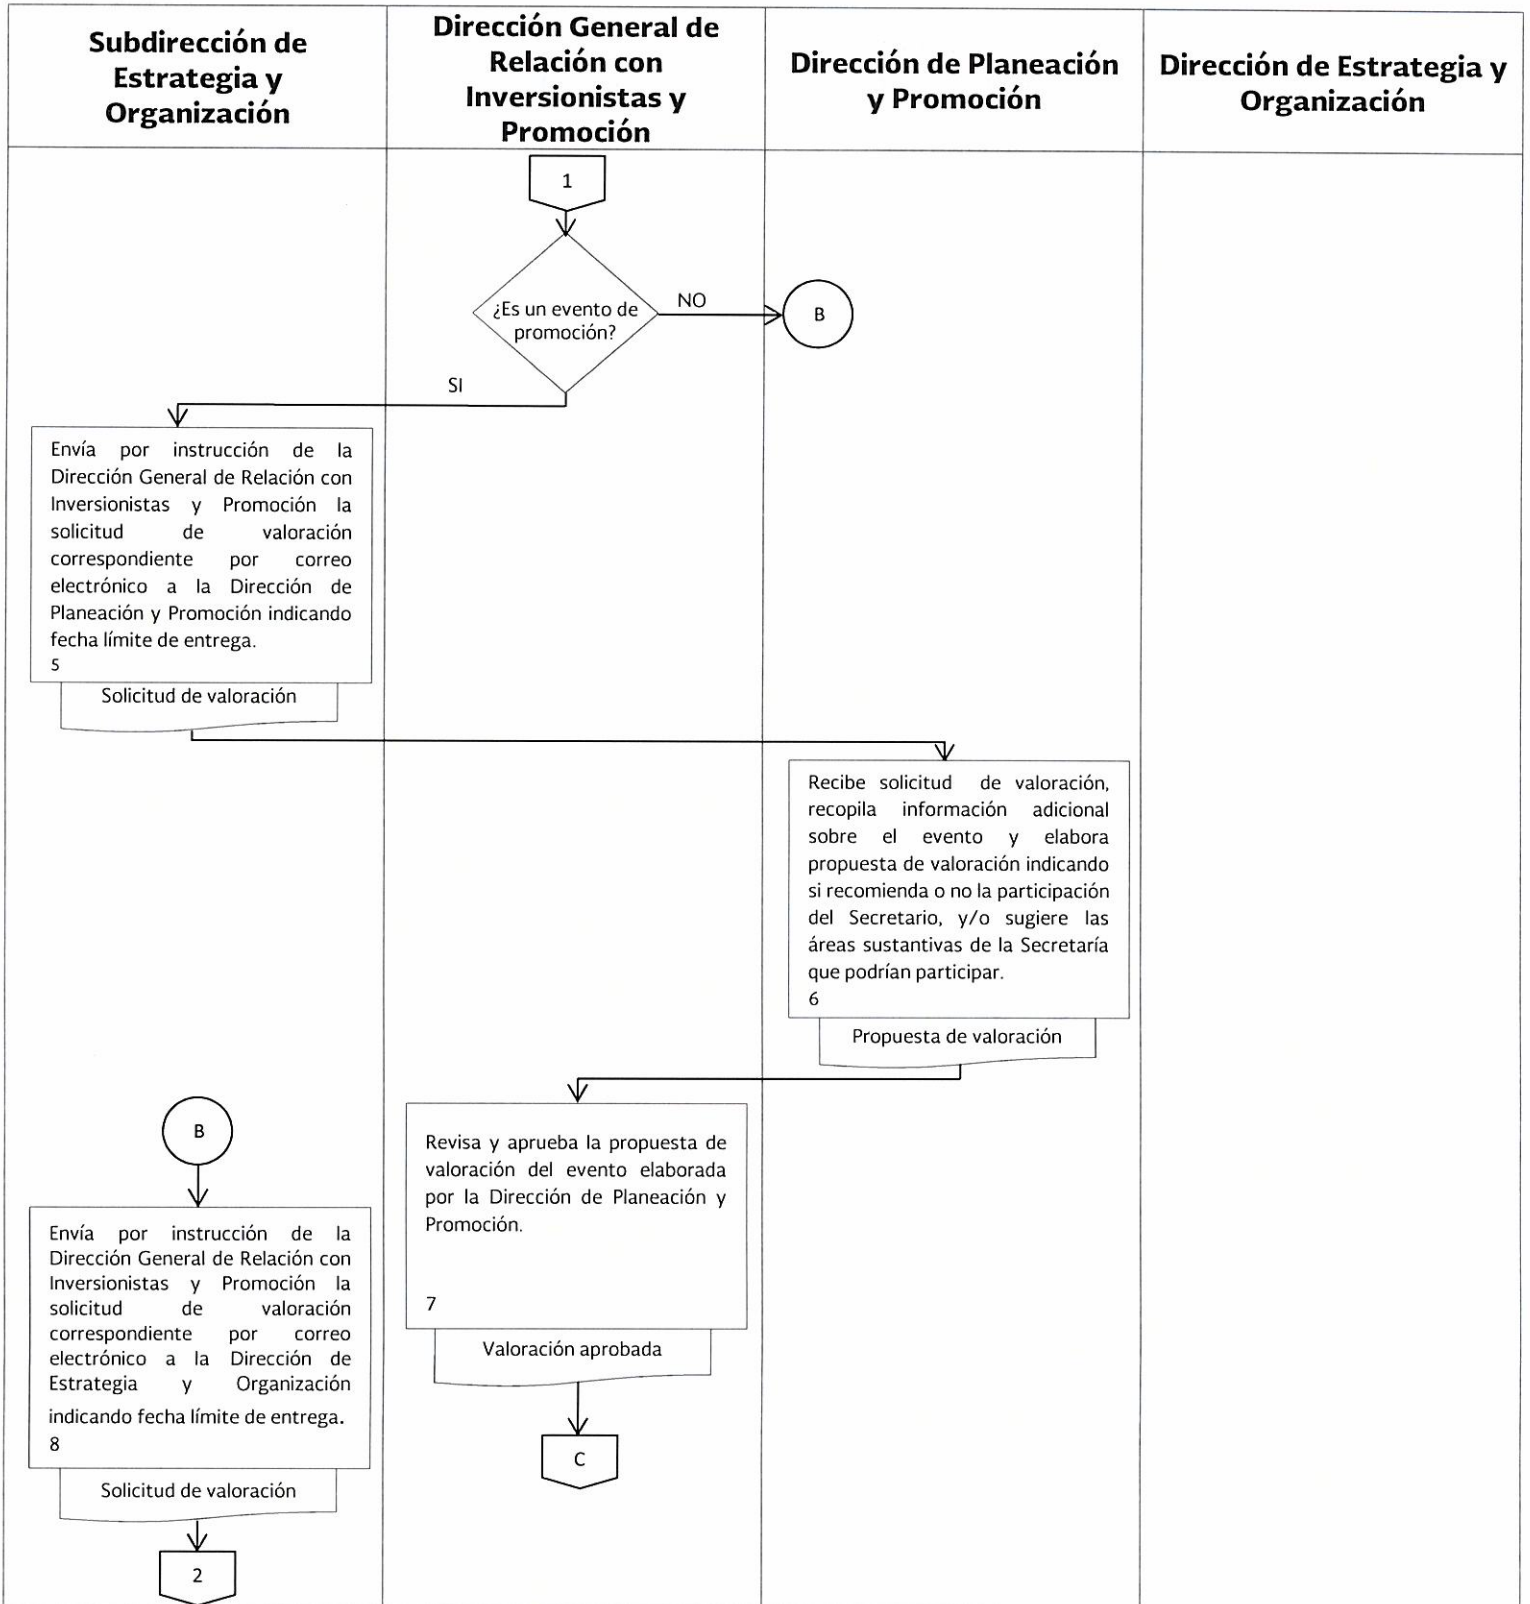 Subdirección de
Estrategia y
Organización
Dirección General de
Relación con
Inversionistas y
Promoción
Dirección de Planeación
y Promoción
Dirección de Estrategia y
Organización
1
¿Es un evento de
promoción?
NO
B
SI
Envía por instrucción de la
Dirección General de Relación con
Inversionistas y Promoción la
solicitud de valoración
correspondiente por correo
electrónico a la Dirección de
Planeación y Promoción indicando
fecha límite de entrega.
5
Solicitud de valoración
Recibe solicitud de valoración,
recopila información adicional
sobre el evento y elabora
propuesta de valoración indicando
si recomienda o no la participación
del Secretario, y/o sugiere las
áreas sustantivas de la Secretaría
que podrían participar.
6
Propuesta de valoración
Revisa y aprueba la propuesta de
valoración del evento elaborada
por la Dirección de Planeación y
Promoción.
7
Valoración aprobada
C
B
Envía por instrucción de la
Dirección General de Relación con
Inversionistas y Promoción la
solicitud de valoración
correspondiente por correo
electrónico a la Dirección de
Estrategia y Organización
indicando fecha límite de entrega.
8
Solicitud de valoración
2